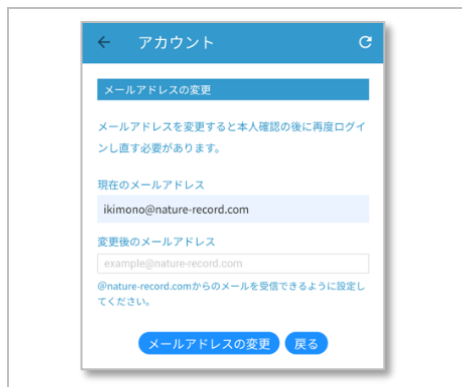 アカウント
メールアドレスの変更
メールアドレスを変更すると本人確認の後に再度ログイ
ンし直す必要があります。
現在のメールアドレス
ikimono@nature-record.com
変更後のメールアドレス
example@nature-record.com
@nature-record.comからのメールを受信できるように設定し
てください。
メールアドレスの変更 戻る